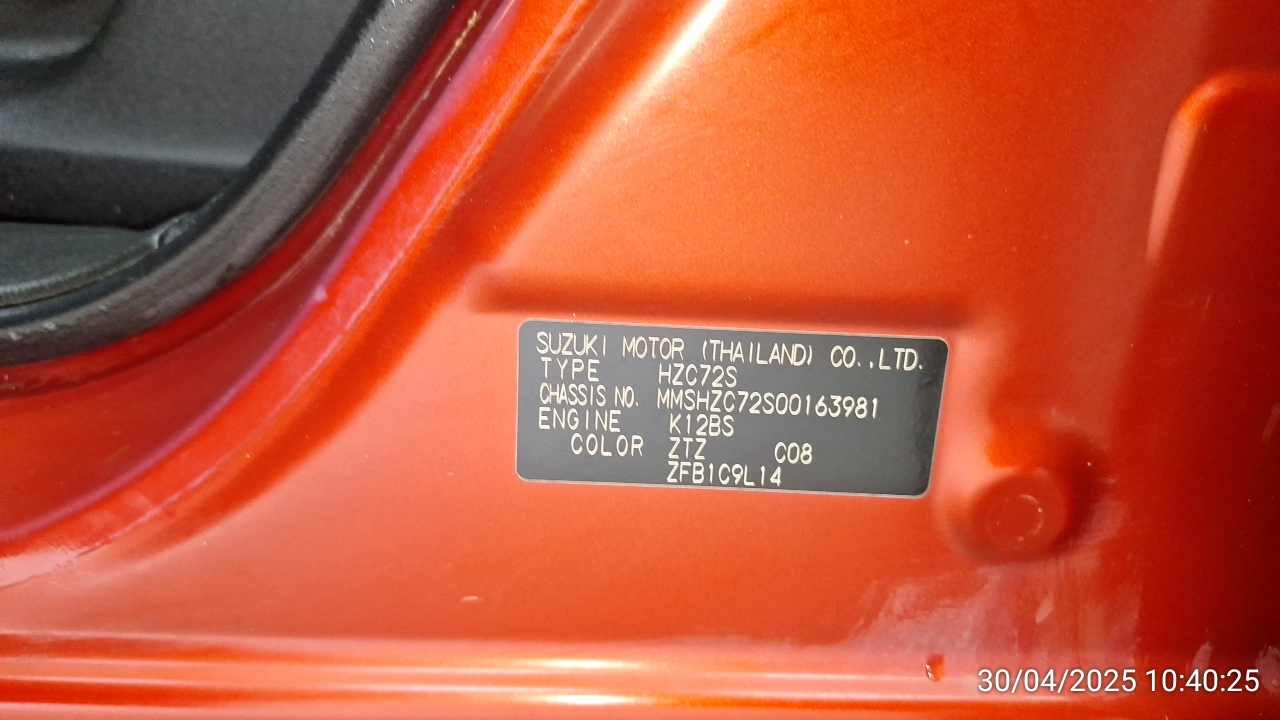 SUZUKI MOTOR (THAILAND) CO.,LTD.
TYPE HZC72S
CHASSIS NO. MMSHZC72S00163981
ENGINE K12BS
COLOR ZTZ C08
ZFB1C9L14
30/04/2025 10:40:25